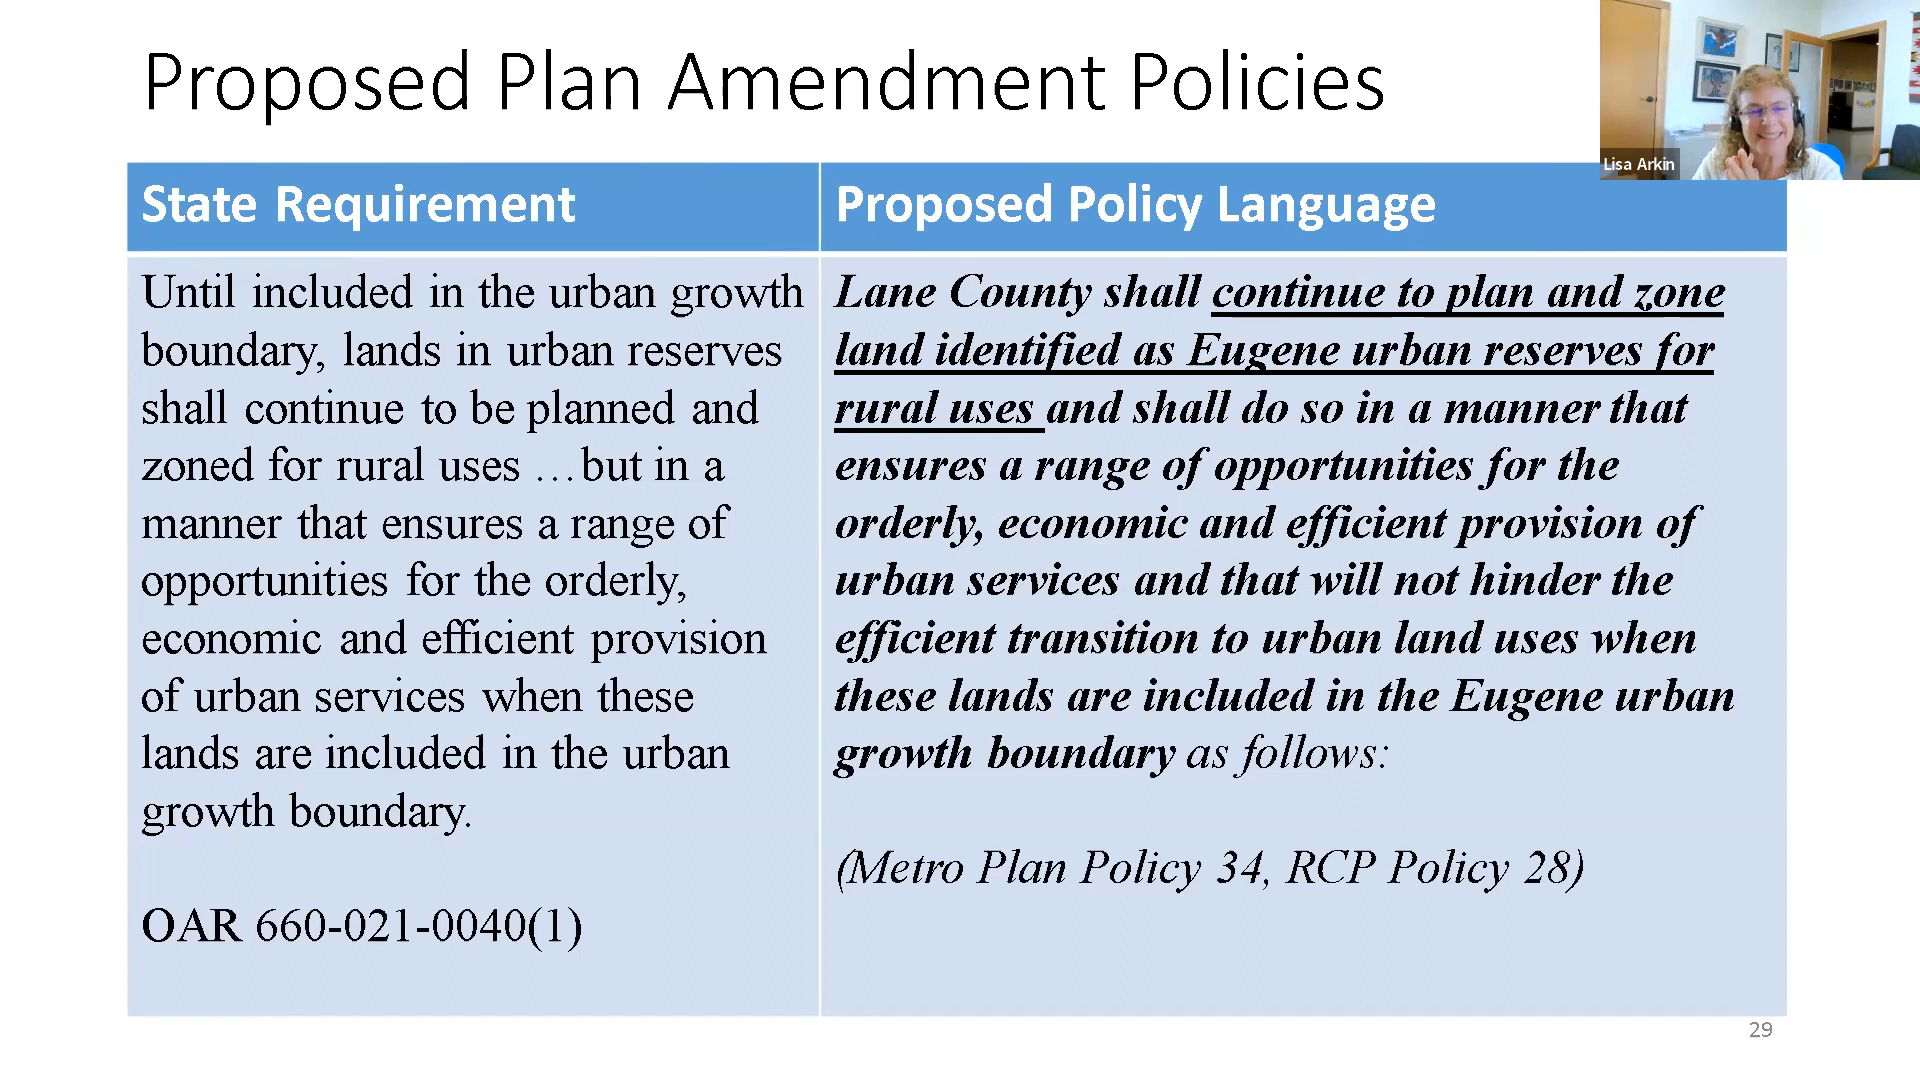 Proposed Plan Amendment Policies
Lisa Arkin
State Requirement
Proposed Policy Language
Until included in the urban growth
boundary, lands in urban reserves
shall continue to be planned and
zoned for rural uses …but in a
manner that ensures a range of
opportunities for the orderly,
economic and efficient provision
of urban services when these
lands are included in the urban
growth boundary.
OAR 660-021-0040(1)
Lane County shall continue to plan and zone
land identified as Eugene urban reserves for
rural uses and shall do so in a manner that
ensures a range of opportunities for the
orderly, economic and efficient provision of
urban services and that will not hinder the
efficient transition to urban land uses when
these lands are included in the Eugene urban
growth boundary as follows:
(Metro Plan Policy 34, RCP Policy 28)
29